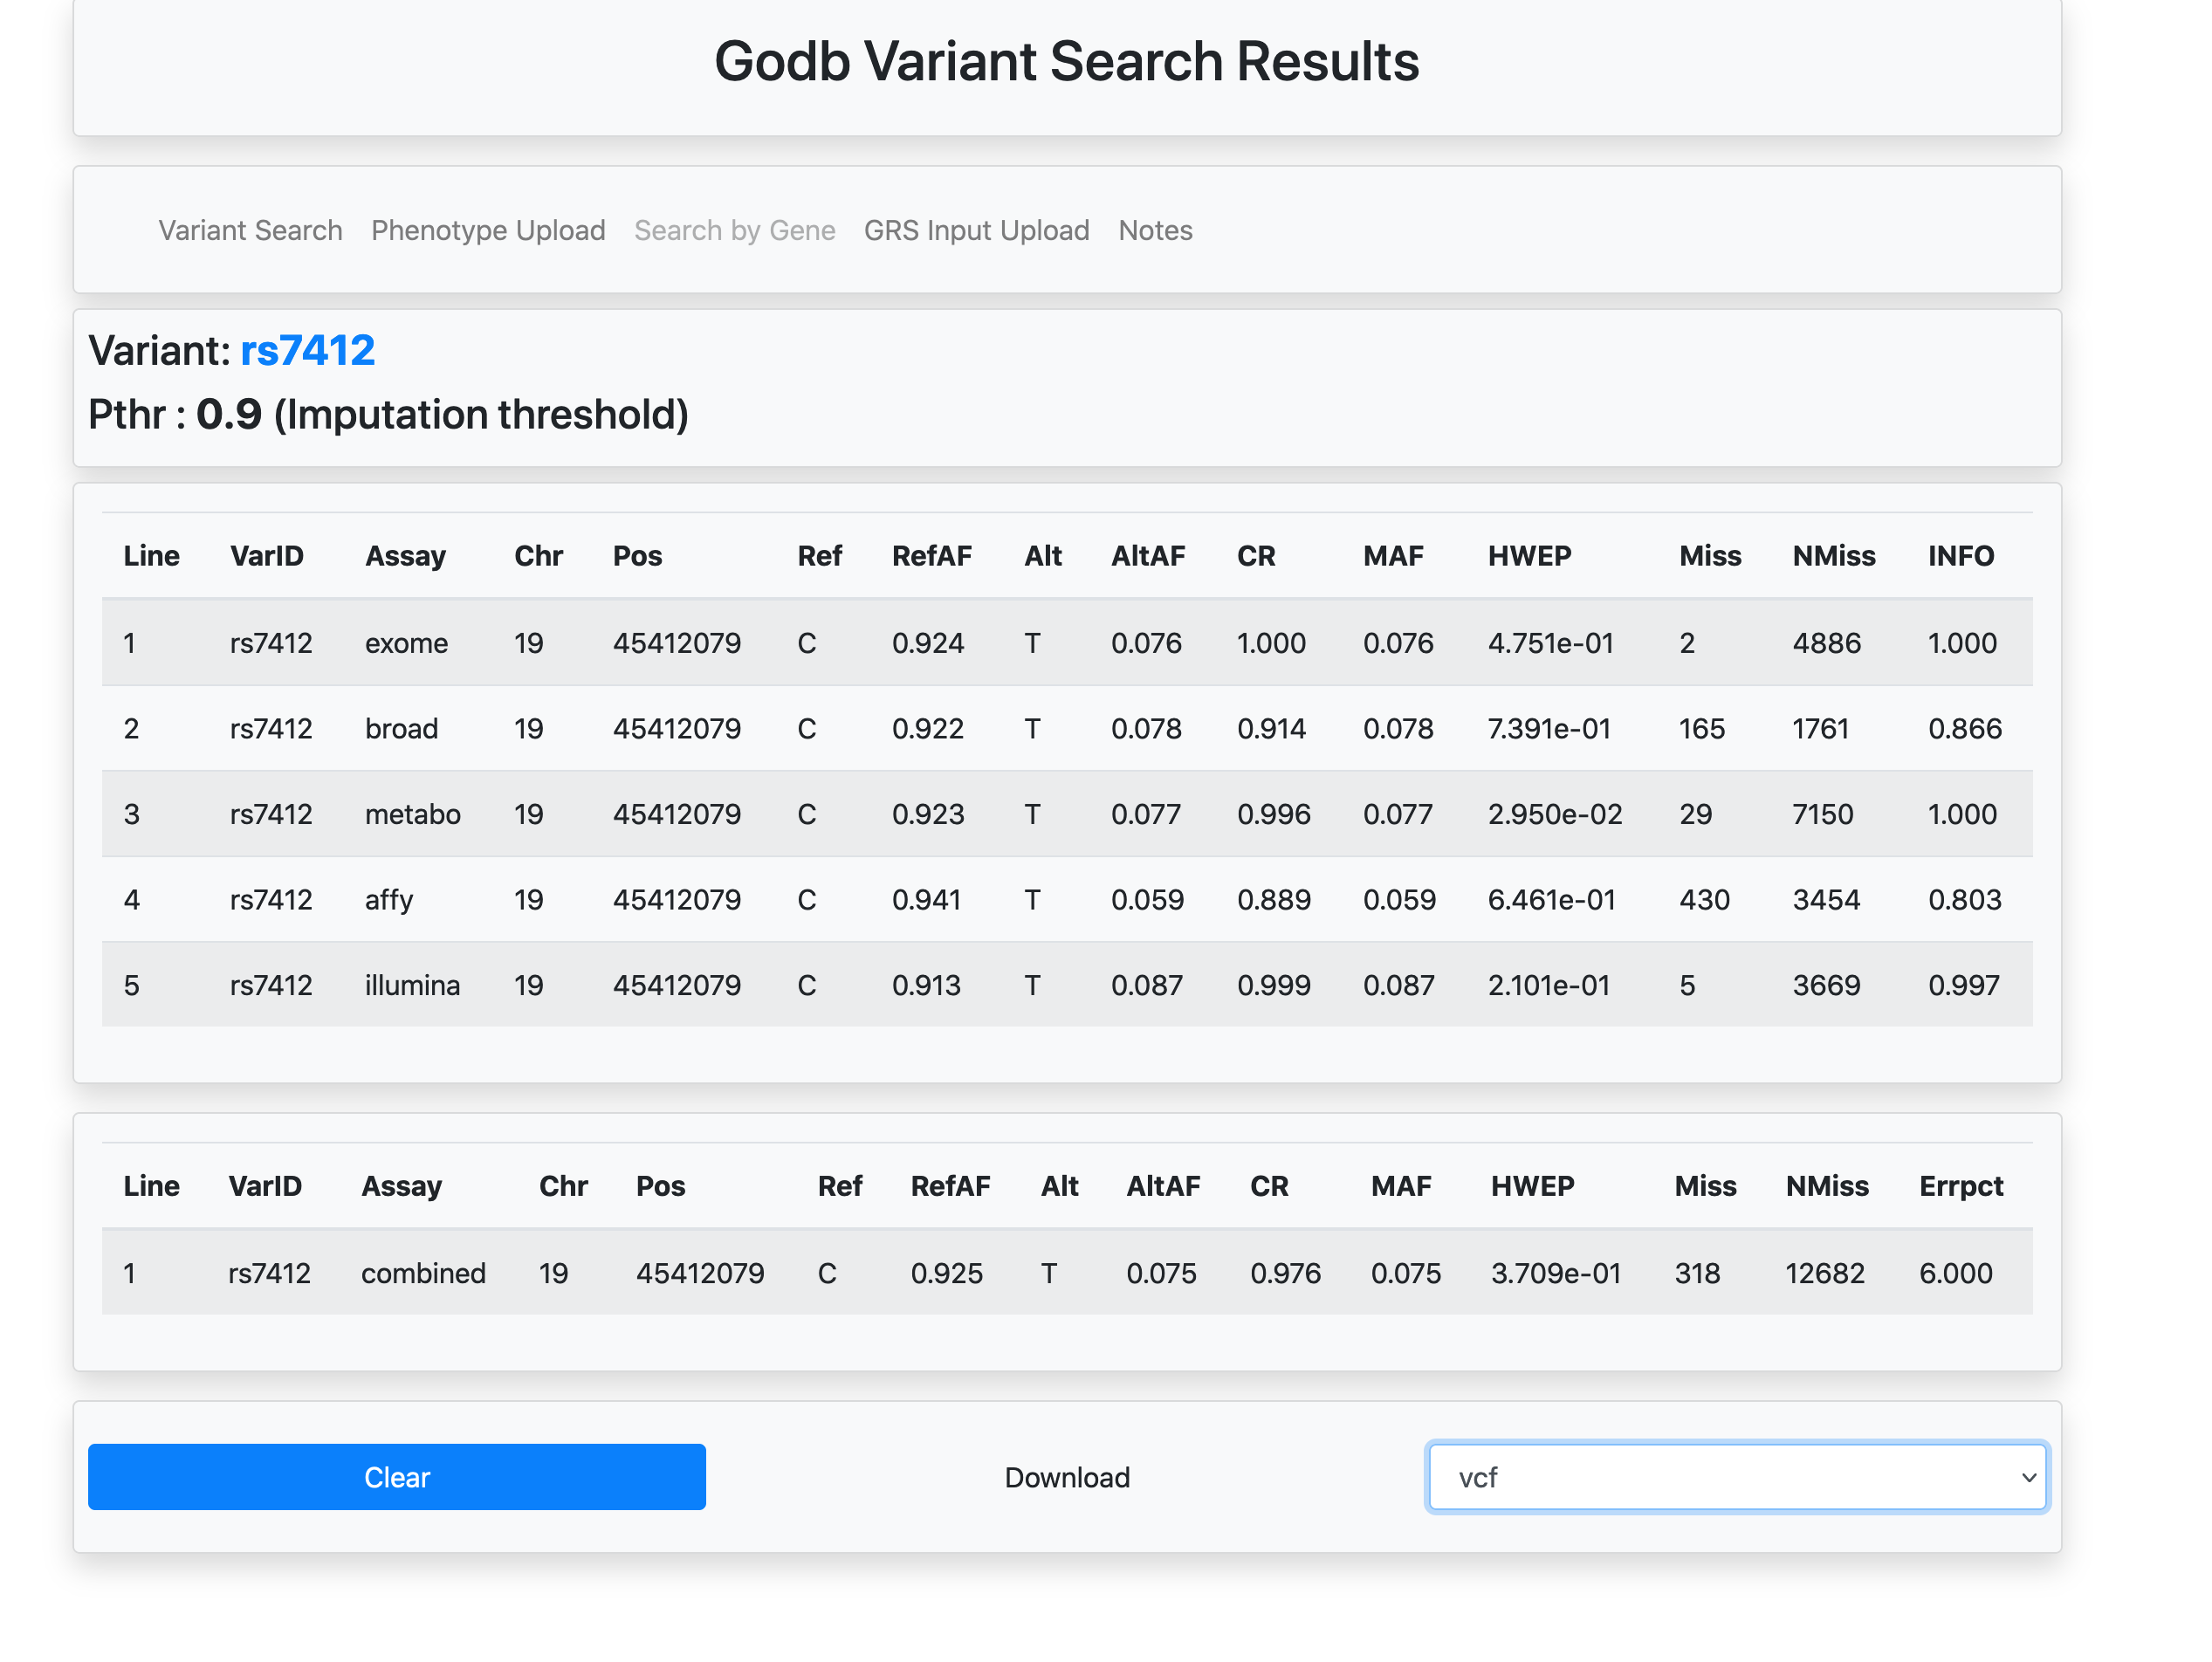 Godb Variant Search Results
Variant Search Phenotype Upload Search by Gene GRS Input Upload Notes
Variant: rs7412
Pthr : 0.9 (Imputation threshold)
Line VarID Assay Chr Pos Ref RefAF Alt AltAF CR MAF HWEP Miss NMiss INFO
1 rs7412 exome 19 45412079 C 0.924 T 0.076 1.000 0.076 4.751e-01 2 4886 1.000
2 rs7412 broad 19 45412079 C 0.922 T 0.078 0.914 0.078 7.391e-01 165 1761 0.866
3 rs7412 metabo 19 45412079 C 0.923 T 0.077 0.996 0.077 2.950e-02 29 7150 1.000
4 rs7412 affy 19 45412079 C 0.941 T 0.059 0.889 0.059 6.461e-01 430 3454 0.803
5 rs7412 illumina 19 45412079 C 0.913 T 0.087 0.999 0.087 2.101e-01 5 3669 0.997
Line VarID Assay Chr Pos Ref RefAF Alt AltAF CR MAF HWEP Miss NMiss Errpct
1 rs7412 combined 19 45412079 C 0.925 T 0.075 0.976 0.075 3.709e-01 318 12682 6.000
Clear Download vcf